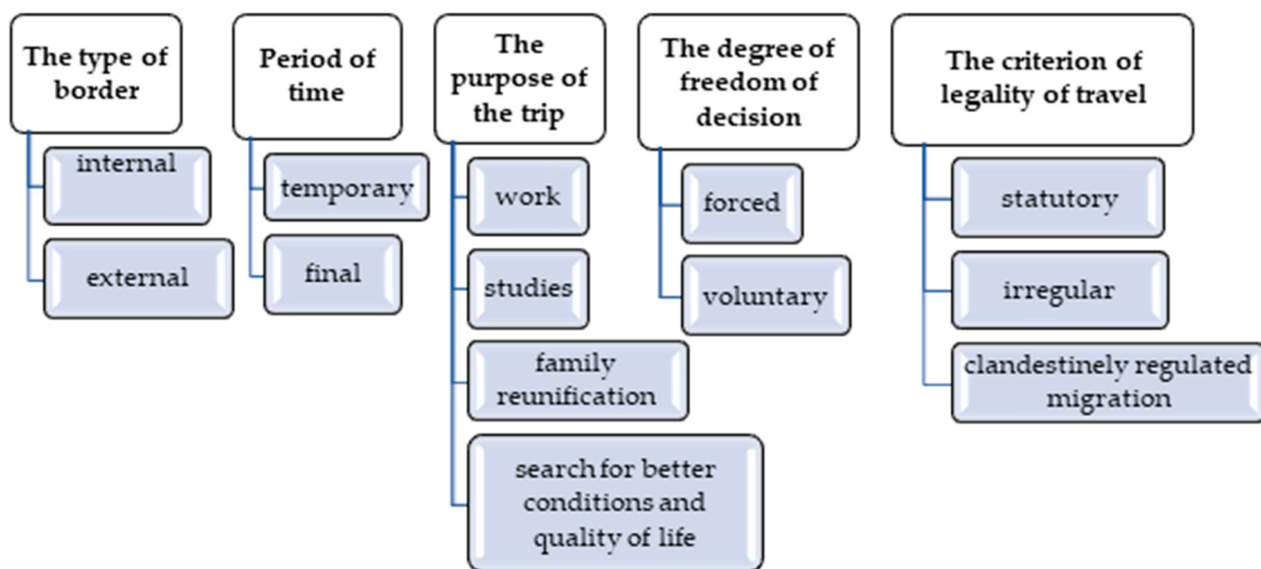 The type of
border
internal
external
Period of
time
temporary
final
The
purpose of
the trip
work
studies
family
reunification
search for better
conditions and
quality of life
The degree of
freedom of
decision
forced
voluntary
The criterion of
legality of travel
statutory
irregular
clandestinely regulated
migration